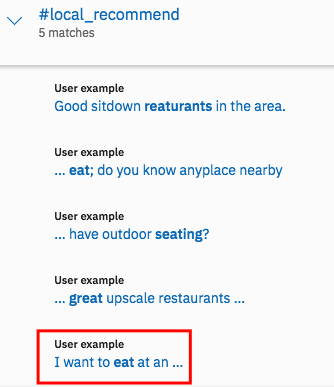 #local_recommend
5 matches
User example
Good sitdown reaturants in the area.
User example
... eat; do you know anyplace nearby
User example
... have outdoor seating?
User example
... great upscale restaurants ...
User example
I want to eat at an ...